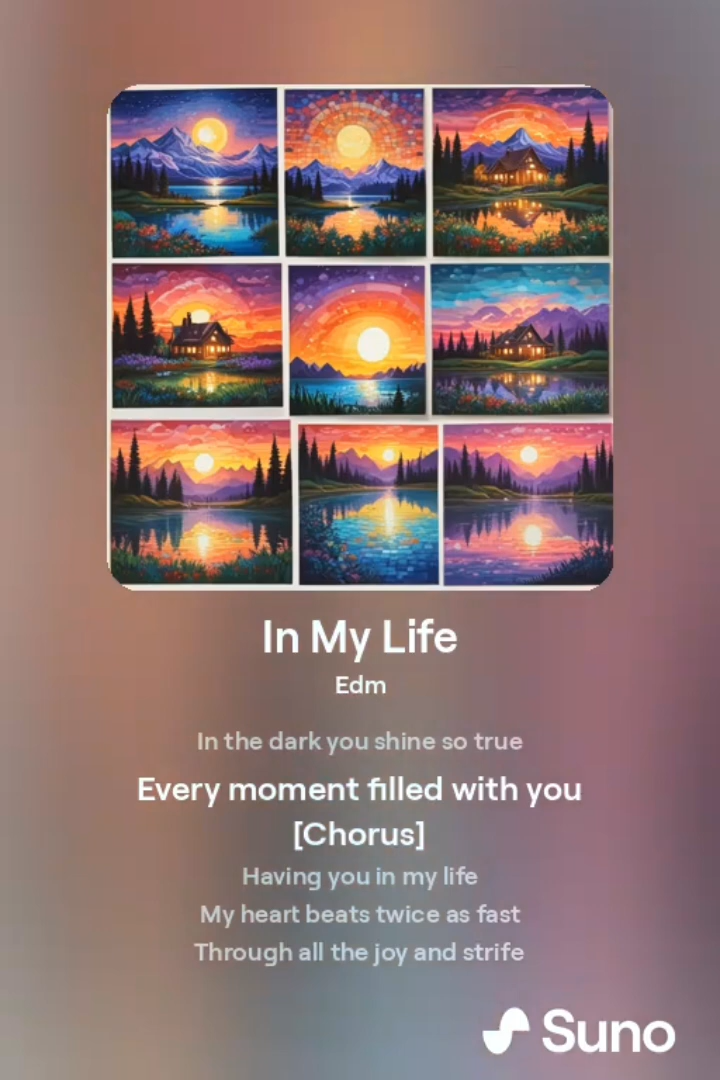 In My Life
Edm
In the dark you shine so true
Every moment filled with you
[Chorus]
Having you in my life
My heart beats twice as fast
Through all the joy and strife
Suno